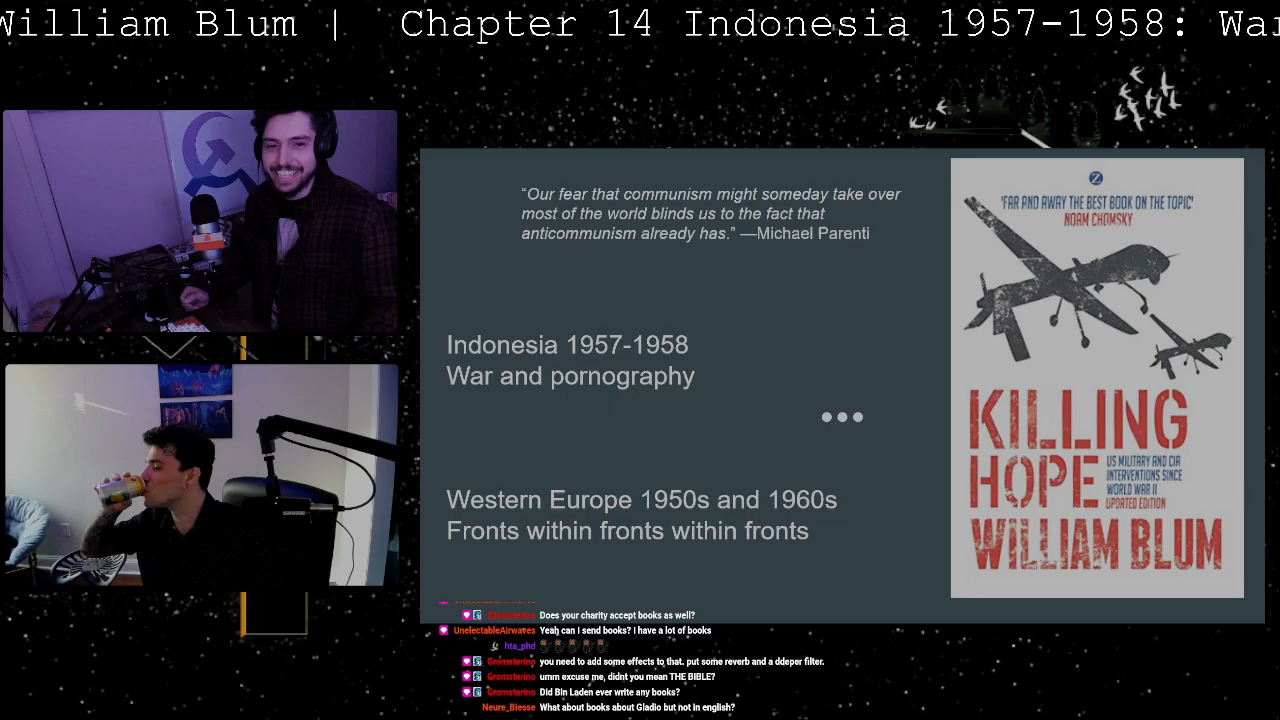 William Blum |  Chapter 14 Indonesia 1957-1958: War
“Our fear that communism might someday take over
most of the world blinds us to the fact that
anticommunism already has.” —Michael Parenti
Indonesia 1957-1958
War and pornography
Western Europe 1950s and 1960s
Fronts within fronts within fronts
Z
'FAR AND AWAY THE BEST BOOK ON THE TOPIC'
NOAM CHOMSKY
KILLING
HOPE
US MILITARY AND CIA
INTERVENTIONS SINCE
WORLD WAR II
UPDATED EDITION
WILLIAM BLUM
SHURE
Gromsterino Does your charity accept books as well?
UnelectableAirwaves Yeah can I send books? I have a lot of books
hta_phd
Gromsterino you need to add some effects to that. put some reverb and a ddeper filter.
Gromsterino umm excuse me, didnt you mean THE BIBLE?
Gromsterino Did Bin Laden ever write any books?
Neure_Biesse What about books about Gladio but not in english?